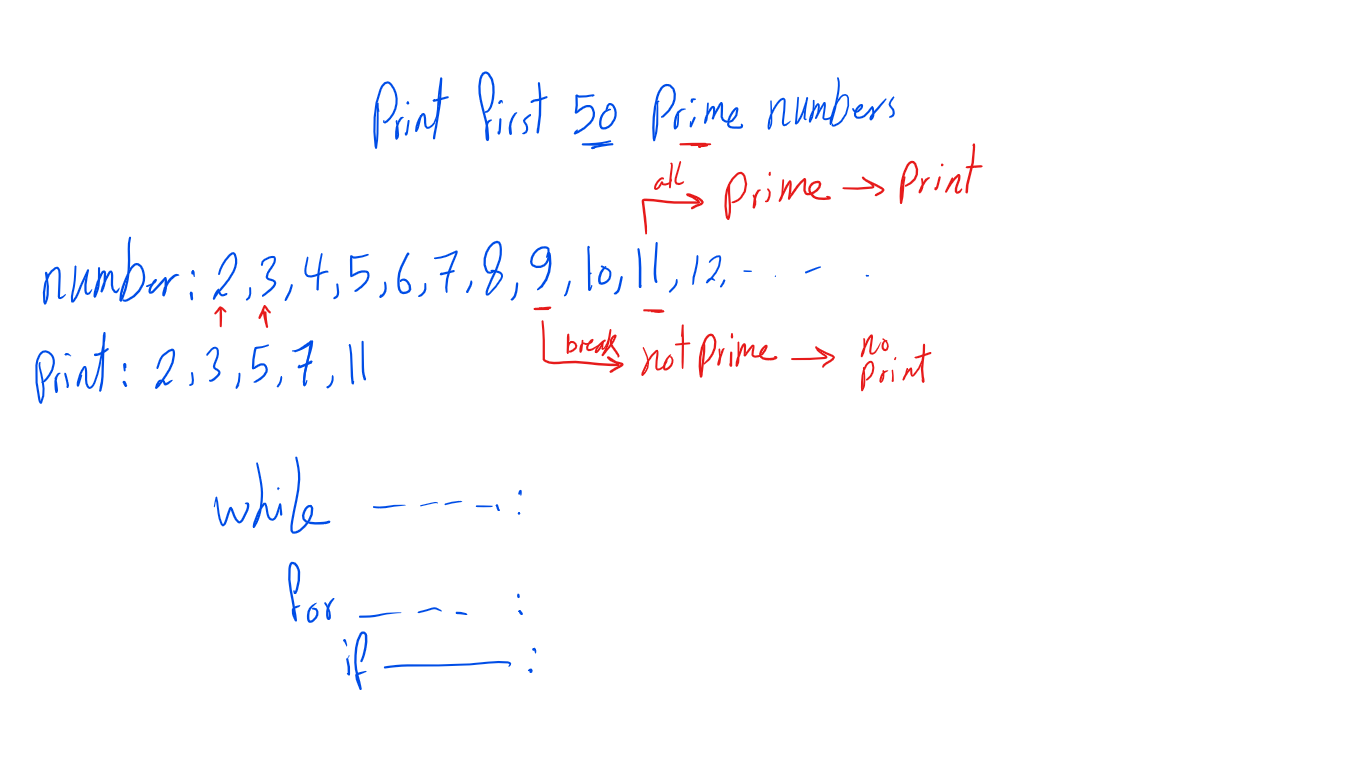 Print first 50 Prime numbers
all Prime → Print
number: 2, 3, 4, 5, 6, 7, 8, 9, 10, 11, 12, - . - .
↑ ↑
break not Prime → no Print
Print: 2, 3, 5, 7, 11
while ----:
for ---:
if ___: